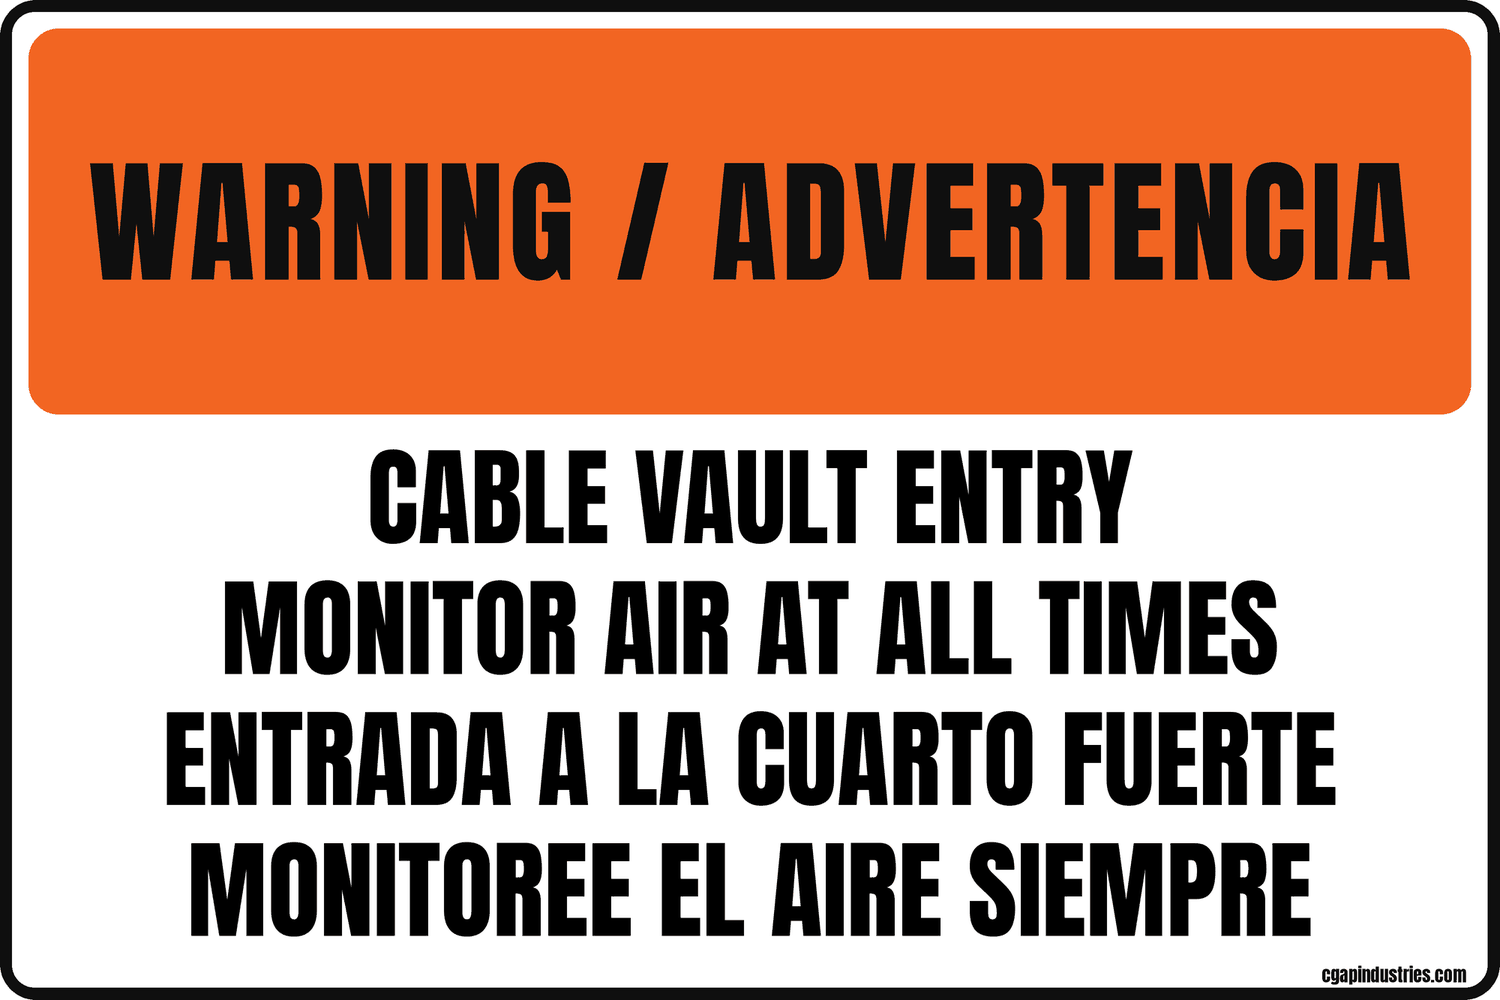 WARNING / ADVERTENCIA
CABLE VAULT ENTRY
MONITOR AIR AT ALL TIMES
ENTRADA A LA CUARTO FUERTE
MONITOREE EL AIRE SIEMPRE
cgapindustries.com